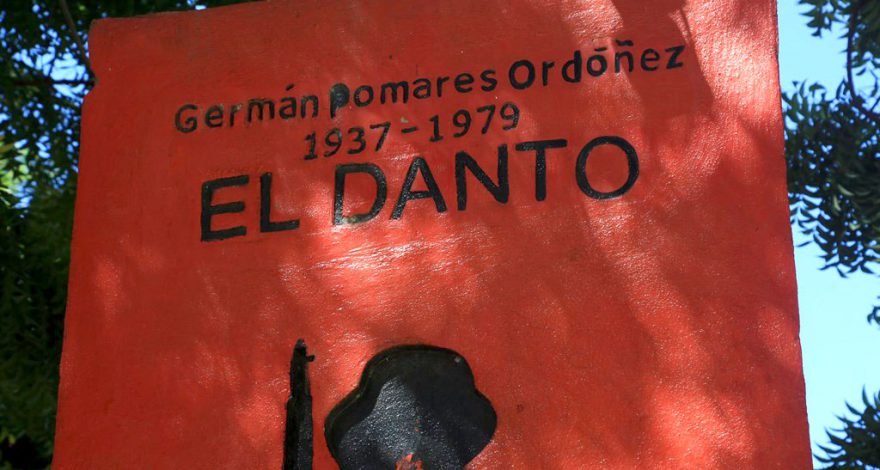 Germán Pomares Ordóñez
1937-1979
EL DANTO